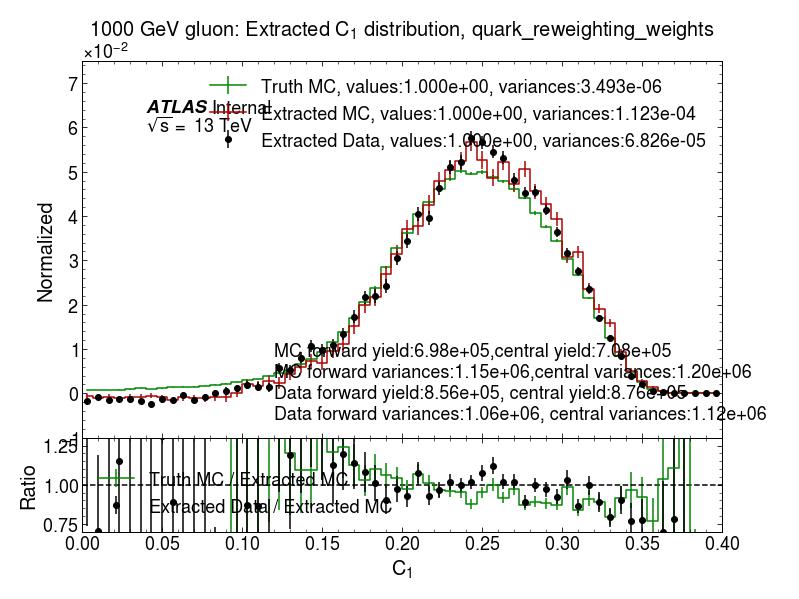 1000 GeV gluon: Extracted C1 distribution, quark_reweighting_weights
×10−2
Truth MC, values:1.000e+00, variances:3.493e-06
ATLAS Internal
Extracted MC, values:1.000e+00, variances:1.123e-04
√s = 13 TeV
Extracted Data, values:1.000e+00, variances:6.826e-05
7
6
5
4
3
2
1
0
−1
Normalized
MC forward yield:6.98e+05,central yield:7.08e+05
MC forward variances:1.15e+06,central variances:1.20e+06
Data forward yield:8.56e+05, central yield:8.76e+05
Data forward variances:1.06e+06, central variances:1.12e+06
1.25
1.00
0.75
Ratio
Truth MC / Extracted MC
Extracted Data / Extracted MC
0.00 0.05 0.10 0.15 0.20 0.25 0.30 0.35 0.40
C1